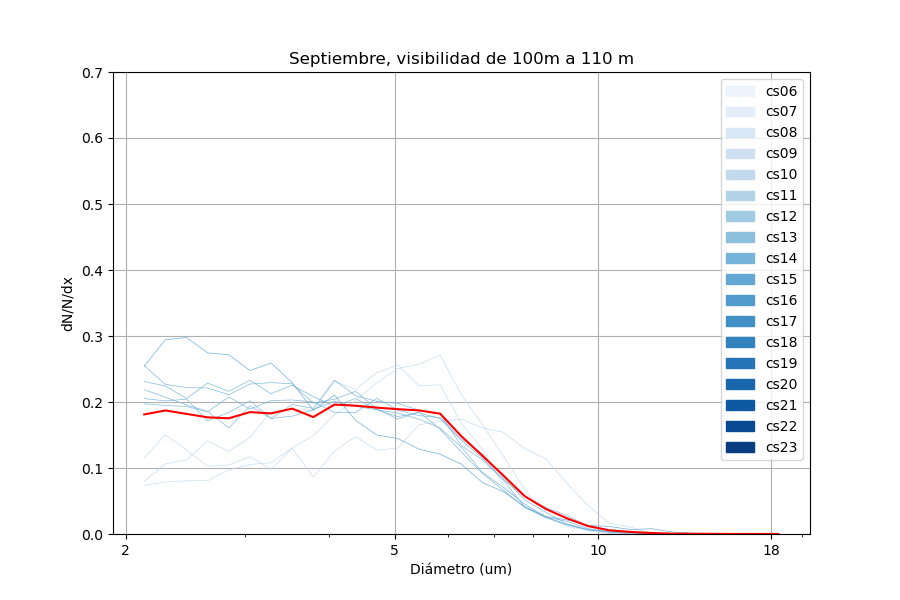 Septiembre, visibilidad de 100m a 110 m
dN/N/dx
0.7
0.6
0.5
0.4
0.3
0.2
0.1
0.0
2
5
10
18
Diámetro (um)
cs06
cs07
cs08
cs09
cs10
cs11
cs12
cs13
cs14
cs15
cs16
cs17
cs18
cs19
cs20
cs21
cs22
cs23